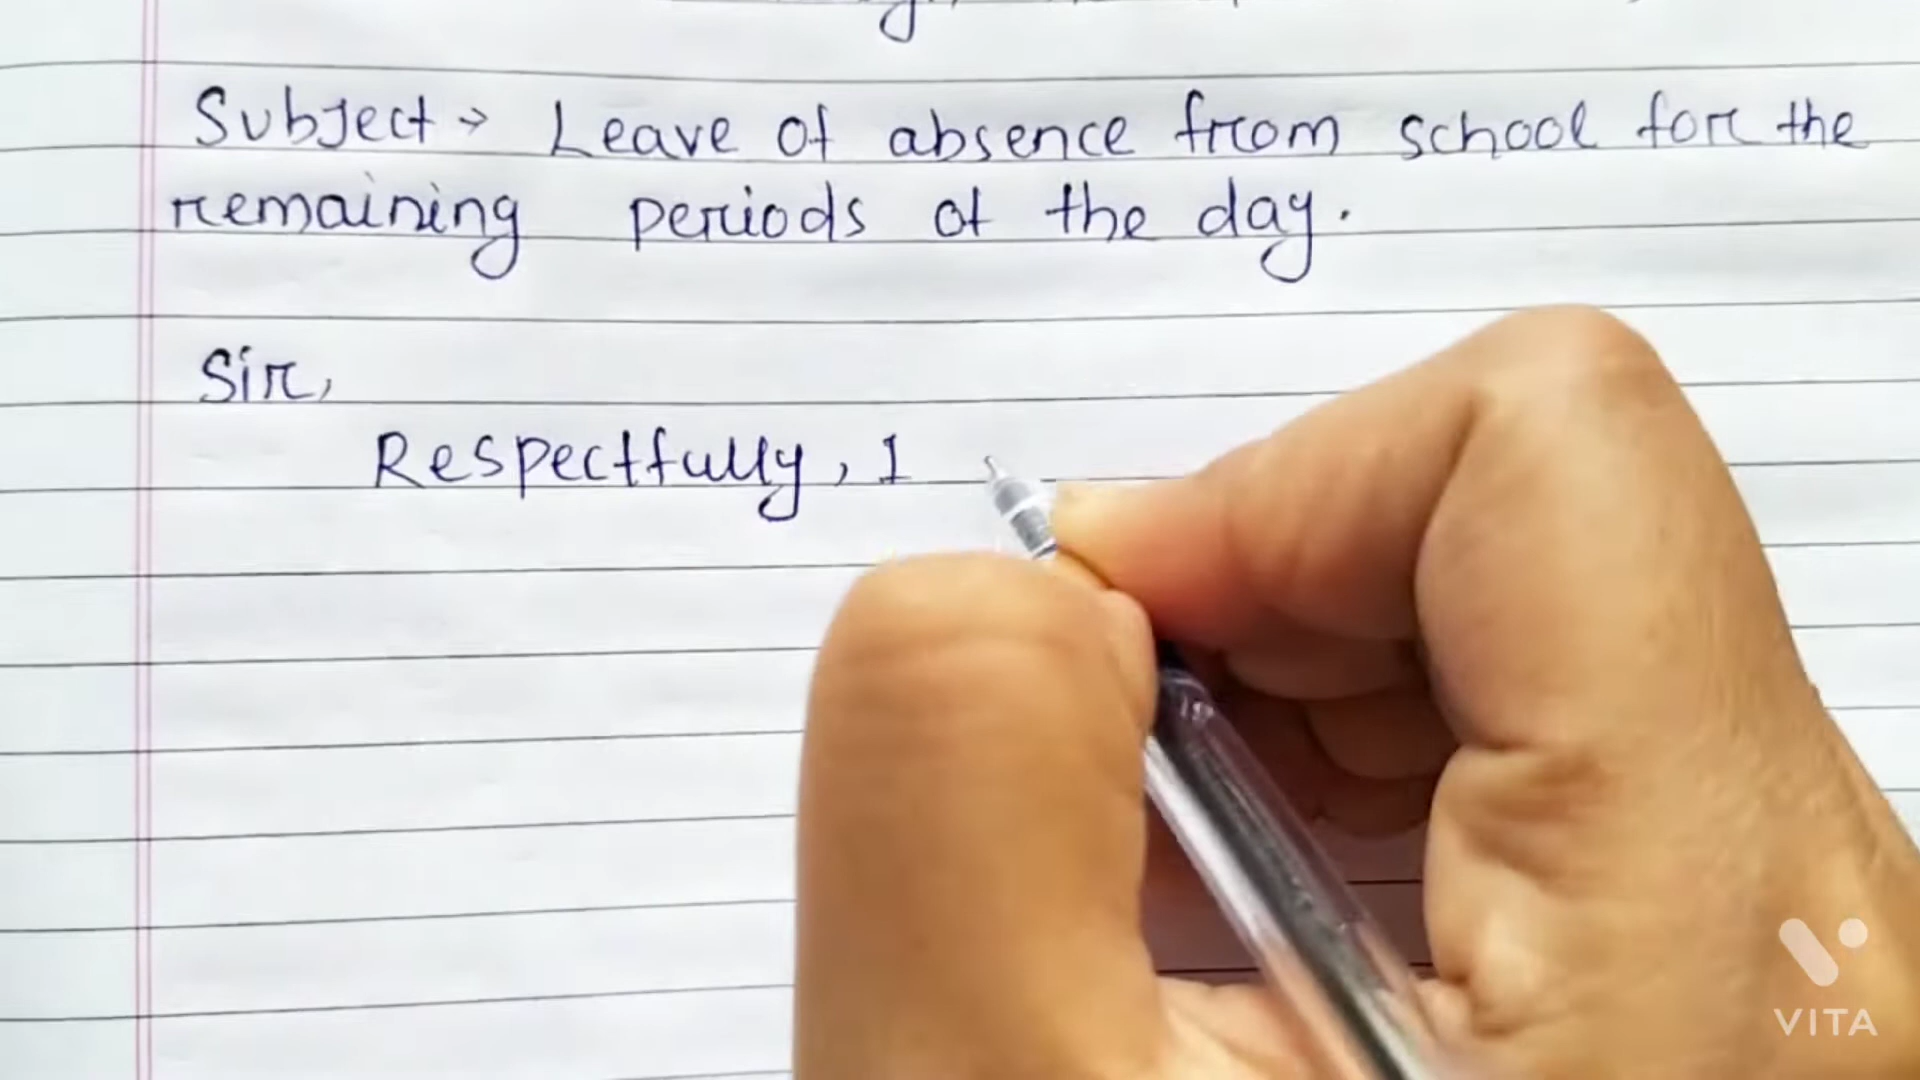 Subject → Leave of absence from school for the
remaining periods of the day.
Sir,
Respectfully, I
VITA